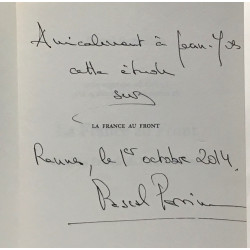 Amicalement à Jean-Yves
cette étude
sur
LA FRANCE AU FRONT
Rennes, le 1er octobre 2014.
Pascal Perrineau